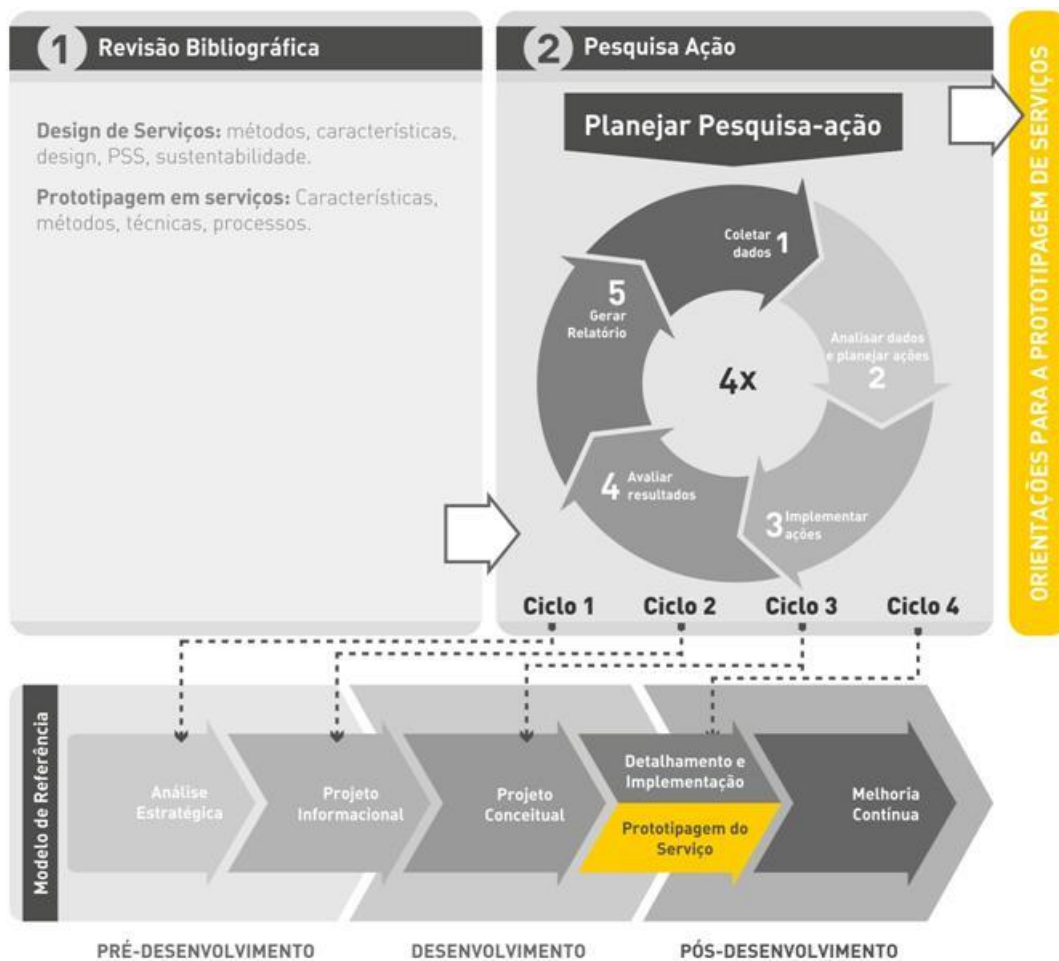 1 Revisão Bibliográfica
Design de Serviços: métodos, características,
design, PSS, sustentabilidade.
Prototipagem em serviços: Características,
métodos, técnicas, processos.
2 Pesquisa Ação
Planejar Pesquisa-ação
Coletar
dados 1
Analisar dados
e planejar ações
2
3 Implementar
ações
4 Avaliar
resultados
5
Gerar
Relatório
4x
Ciclo 1 Ciclo 2 Ciclo 3 Ciclo 4
ORIENTAÇÕES PARA A PROTOTIPAGEM DE SERVIÇOS
Modelo de Referência
Análise
Estratégica
Projeto
Informacional
Projeto
Conceitual
Detalhamento e
Implementação
Prototipagem do
Serviço
Melhoria
Contínua
PRÉ-DESENVOLVIMENTO DESENVOLVIMENTO PÓS-DESENVOLVIMENTO